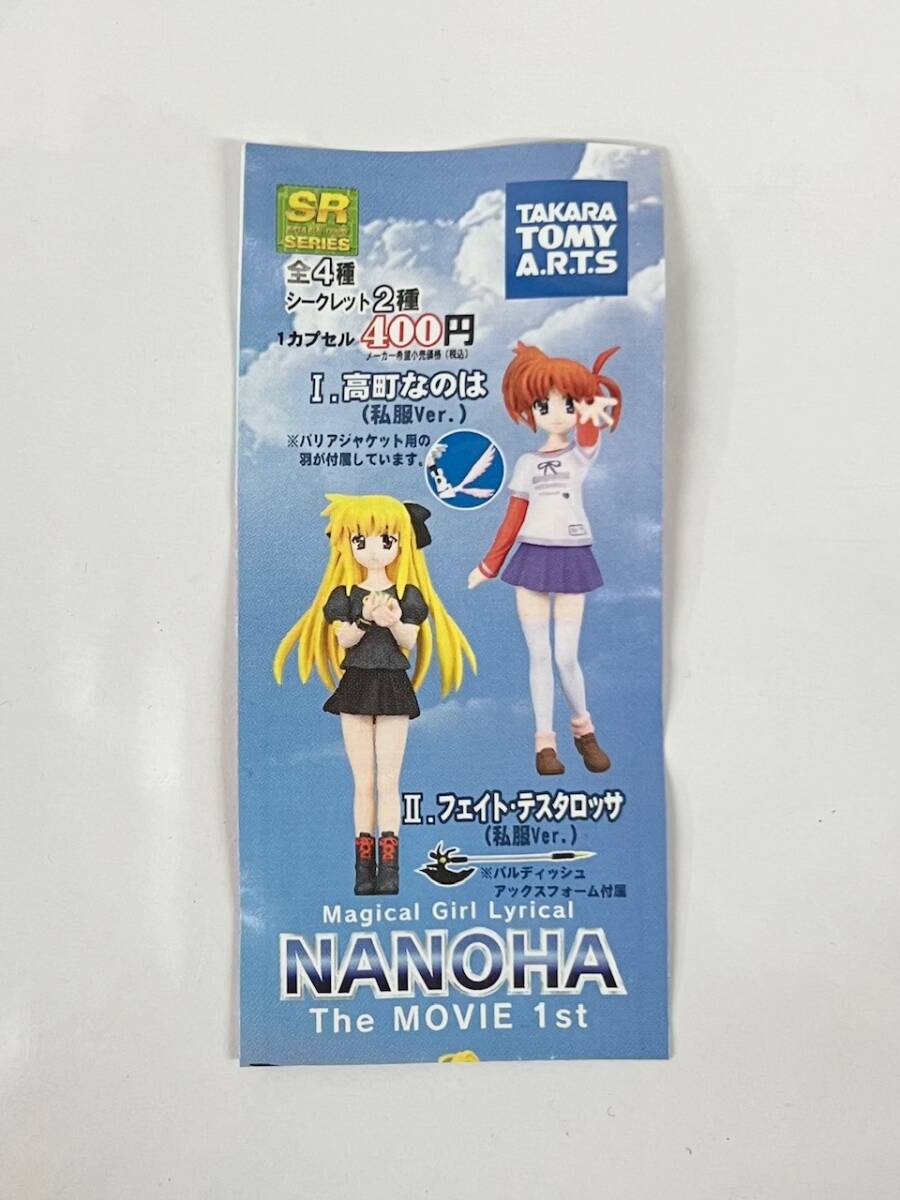 SR
SERIES
TAKARA
TOMY
A.R.T.S
全4種
シークレット2種
1カプセル 400円
メーカー希望小売価格(税込)
Ⅰ.高町なのは
(私服Ver.)
※バリアジャケット用の
羽が付属しています。
Ⅱ.フェイト・テスタロッサ
(私服Ver.)
※バルディッシュ
アックスフォーム付属
Magical Girl Lyrical
NANOHA
The MOVIE 1st